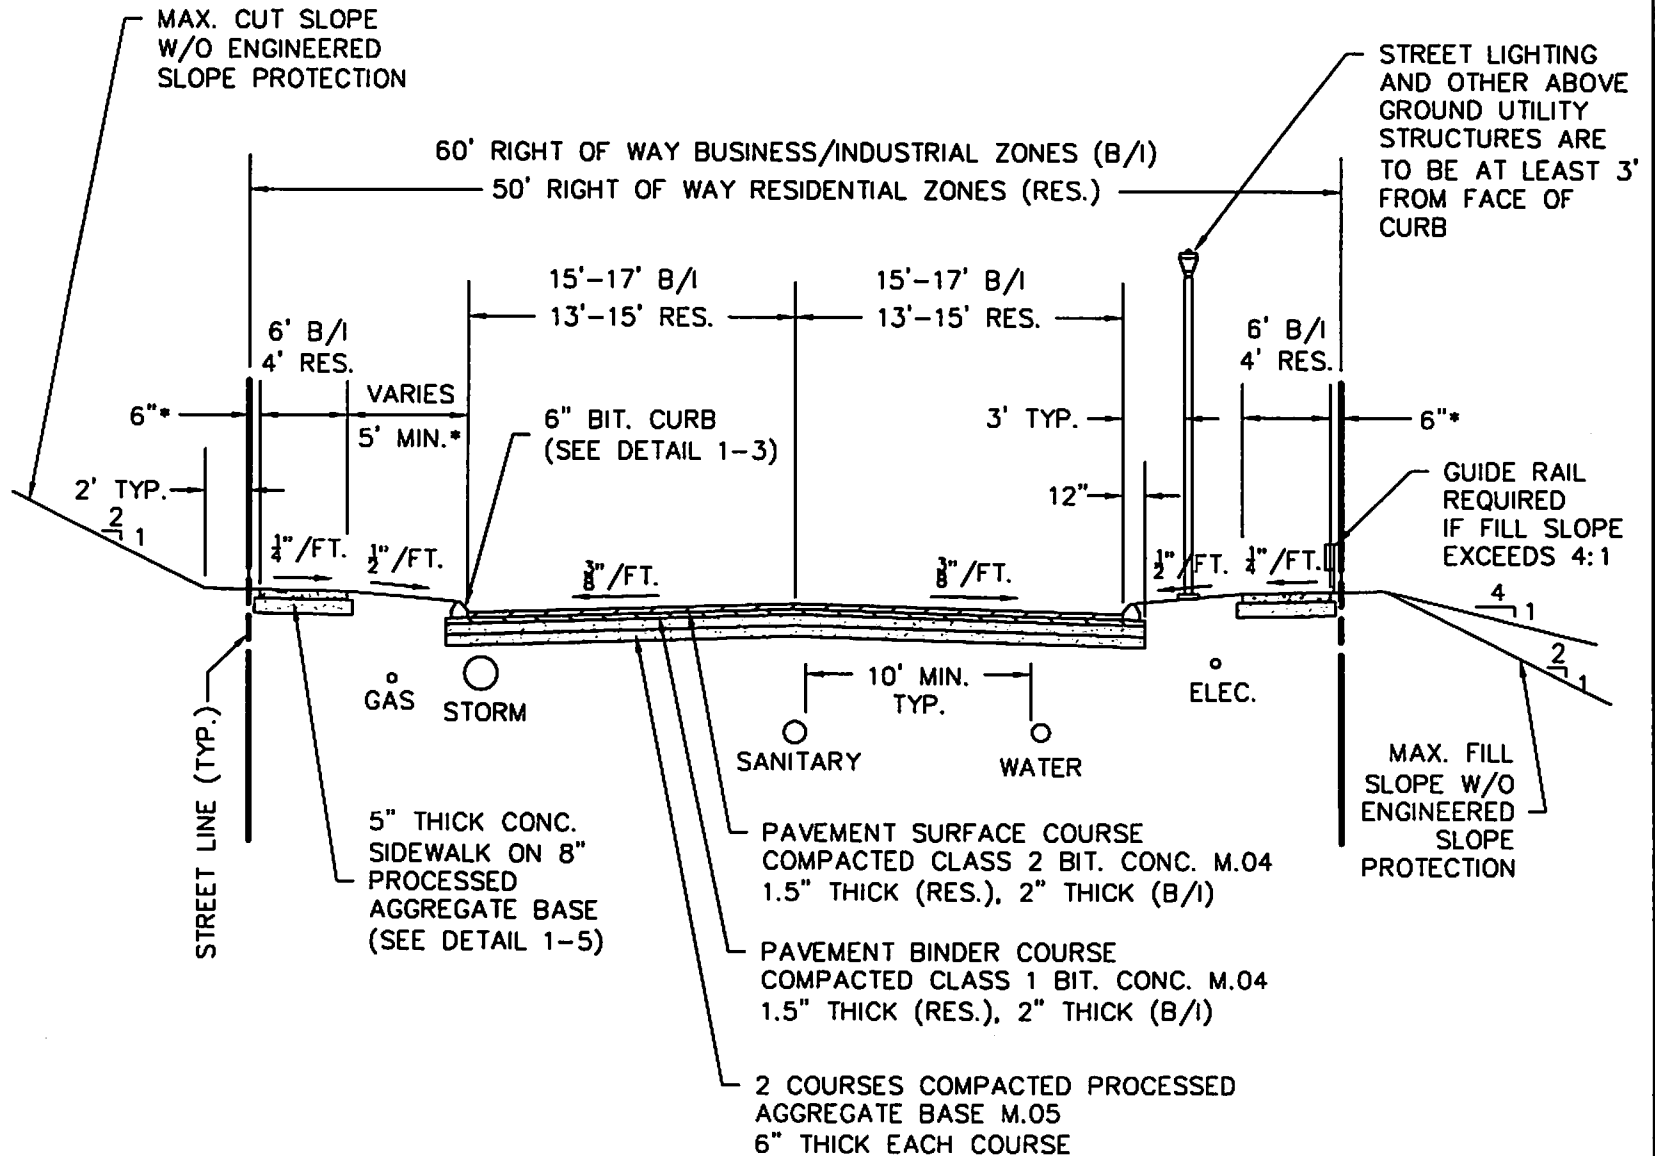 MAX. CUT SLOPE
W/O ENGINEERED
SLOPE PROTECTION
STREET LIGHTING
AND OTHER ABOVE
GROUND UTILITY
STRUCTURES ARE
TO BE AT LEAST 3'
FROM FACE OF
CURB
60' RIGHT OF WAY BUSINESS/INDUSTRIAL ZONES (B/I)
50' RIGHT OF WAY RESIDENTIAL ZONES (RES.)
15'-17' B/I
13'-15' RES.
15'-17' B/I
13'-15' RES.
6' B/I
4' RES.
6' B/I
4' RES.
VARIES
5' MIN.*
6"*
6" BIT. CURB
(SEE DETAIL 1-3)
3' TYP.
6"*
2' TYP.
12"
GUIDE RAIL
REQUIRED
IF FILL SLOPE
EXCEEDS 4:1
2
1
1/4"/FT.
1/2"/FT.
3/8"/FT.
3/8"/FT.
1/2"/FT.
1/4"/FT.
4
1
2
1
GAS
STORM
10' MIN.
TYP.
ELEC.
SANITARY
WATER
STREET LINE (TYP.)
MAX. FILL
SLOPE W/O
ENGINEERED
SLOPE
PROTECTION
5" THICK CONC.
SIDEWALK ON 8"
PROCESSED
AGGREGATE BASE
(SEE DETAIL 1-5)
PAVEMENT SURFACE COURSE
COMPACTED CLASS 2 BIT. CONC. M.04
1.5" THICK (RES.), 2" THICK (B/I)
PAVEMENT BINDER COURSE
COMPACTED CLASS 1 BIT. CONC. M.04
1.5" THICK (RES.), 2" THICK (B/I)
2 COURSES COMPACTED PROCESSED
AGGREGATE BASE M.05
6" THICK EACH COURSE